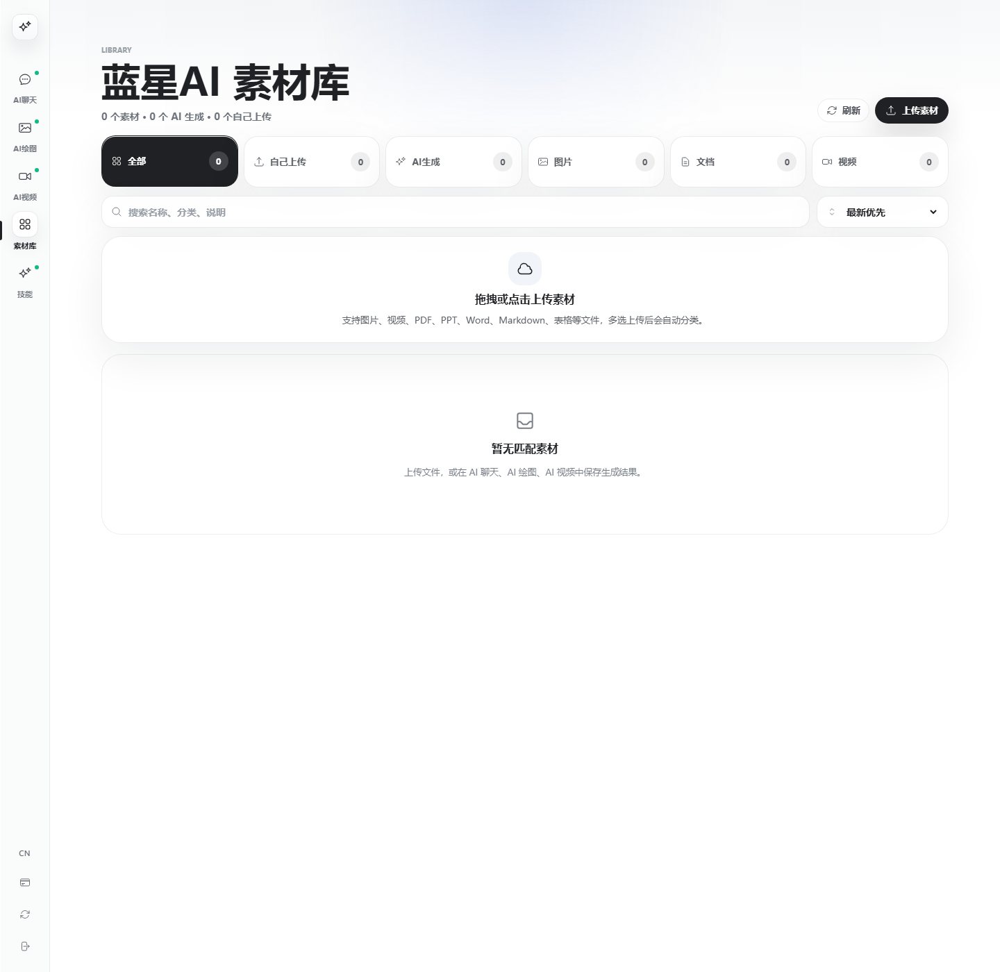 AI聊天
AI绘图
AI视频
素材库
技能
CN
LIBRARY
蓝星AI 素材库
0 个素材 • 0 个 AI 生成 • 0 个自己上传
刷新
上传素材
全部 0
自己上传 0
AI生成 0
图片 0
文档 0
视频 0
搜索名称、分类、说明
最新优先
拖拽或点击上传素材
支持图片、视频、PDF、PPT、Word、Markdown、表格等文件，多选上传后会自动分类。
暂无匹配素材
上传文件，或在 AI 聊天、AI 绘图、AI 视频中保存生成结果。